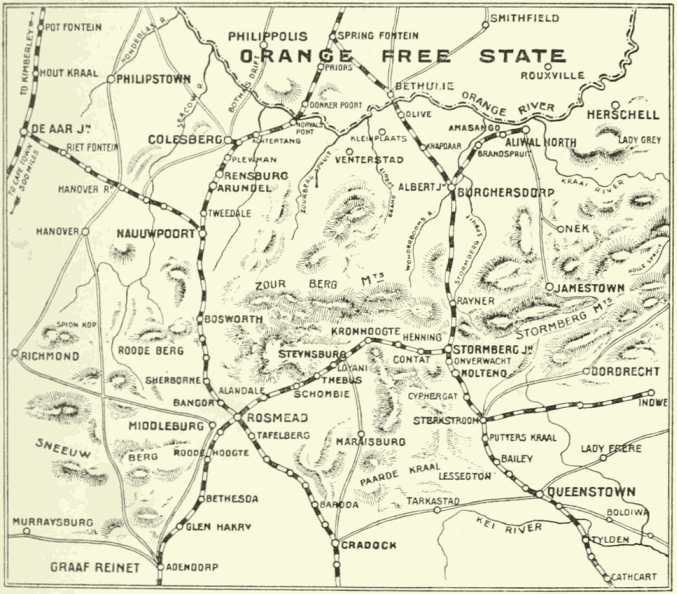 POT FONTEIN
TO KIMBERLEY
HOUT KRAAL
PHILIPSTOWN
PHILIPPOLIS
SPRING FONTEIN
SMITHFIELD
ORANGE FREE STATE
PRIORS
ROUXVILLE
BETHULIE
DONKER POORT
ORANGE RIVER
HERSCHELL
OLIVE
AMASANGO
DE AAR JN
COLESBERG
NORVALS PONT
KLEINPLAATS
ALIWAL NORTH
LADY GREY
TO CAPE TOWN
500 MILES
RIET FONTEIN
SEACOW R.
KNAPDAAR
BRANDSPRUIT
PLEWMAN
VENTERSTAD
RENSBURG
ARUNDEL
KRAAI RIVER
HANOVER R.
ALBERT JN
BURGHERSDORP
TWEEDALE
HANOVER
NAUUWPOORT
NEK
ZOUR BERG MTS
JAMESTOWN
RAYNER
STORMBERG MTS
BOSWORTH
SPION KOP
KROMHOOGTE
HENNING
ROODE BERG
STEYNSBURG
CONTAT
STORMBERG JN
RICHMOND
ONVERWACHT
LOYANI
MOLTENO
DORDRECHT
SHERBORNE
THEBUS
ALANDALE
SCHOMBIE
CYPHERGAT
INDWE
BANGOR
ROSMEAD
STERKSTROOM
MIDDLEBURG
TAFELBERG
MARAISBURG
PUTTERS KRAAL
SNEEUW BERG
ROODE HOOGTE
BAILEY
LADY FRERE
PAARDE KRAAL
LESSEGTON
QUEENSTOWN
BETHESDA
BARODA
TARKASTAD
BOLOIWA
MURRAYSBURG
GLEN HARRY
KEI RIVER
CRADOCK
TYLDEN
GRAAF REINET
ADENDORP
CATHCART